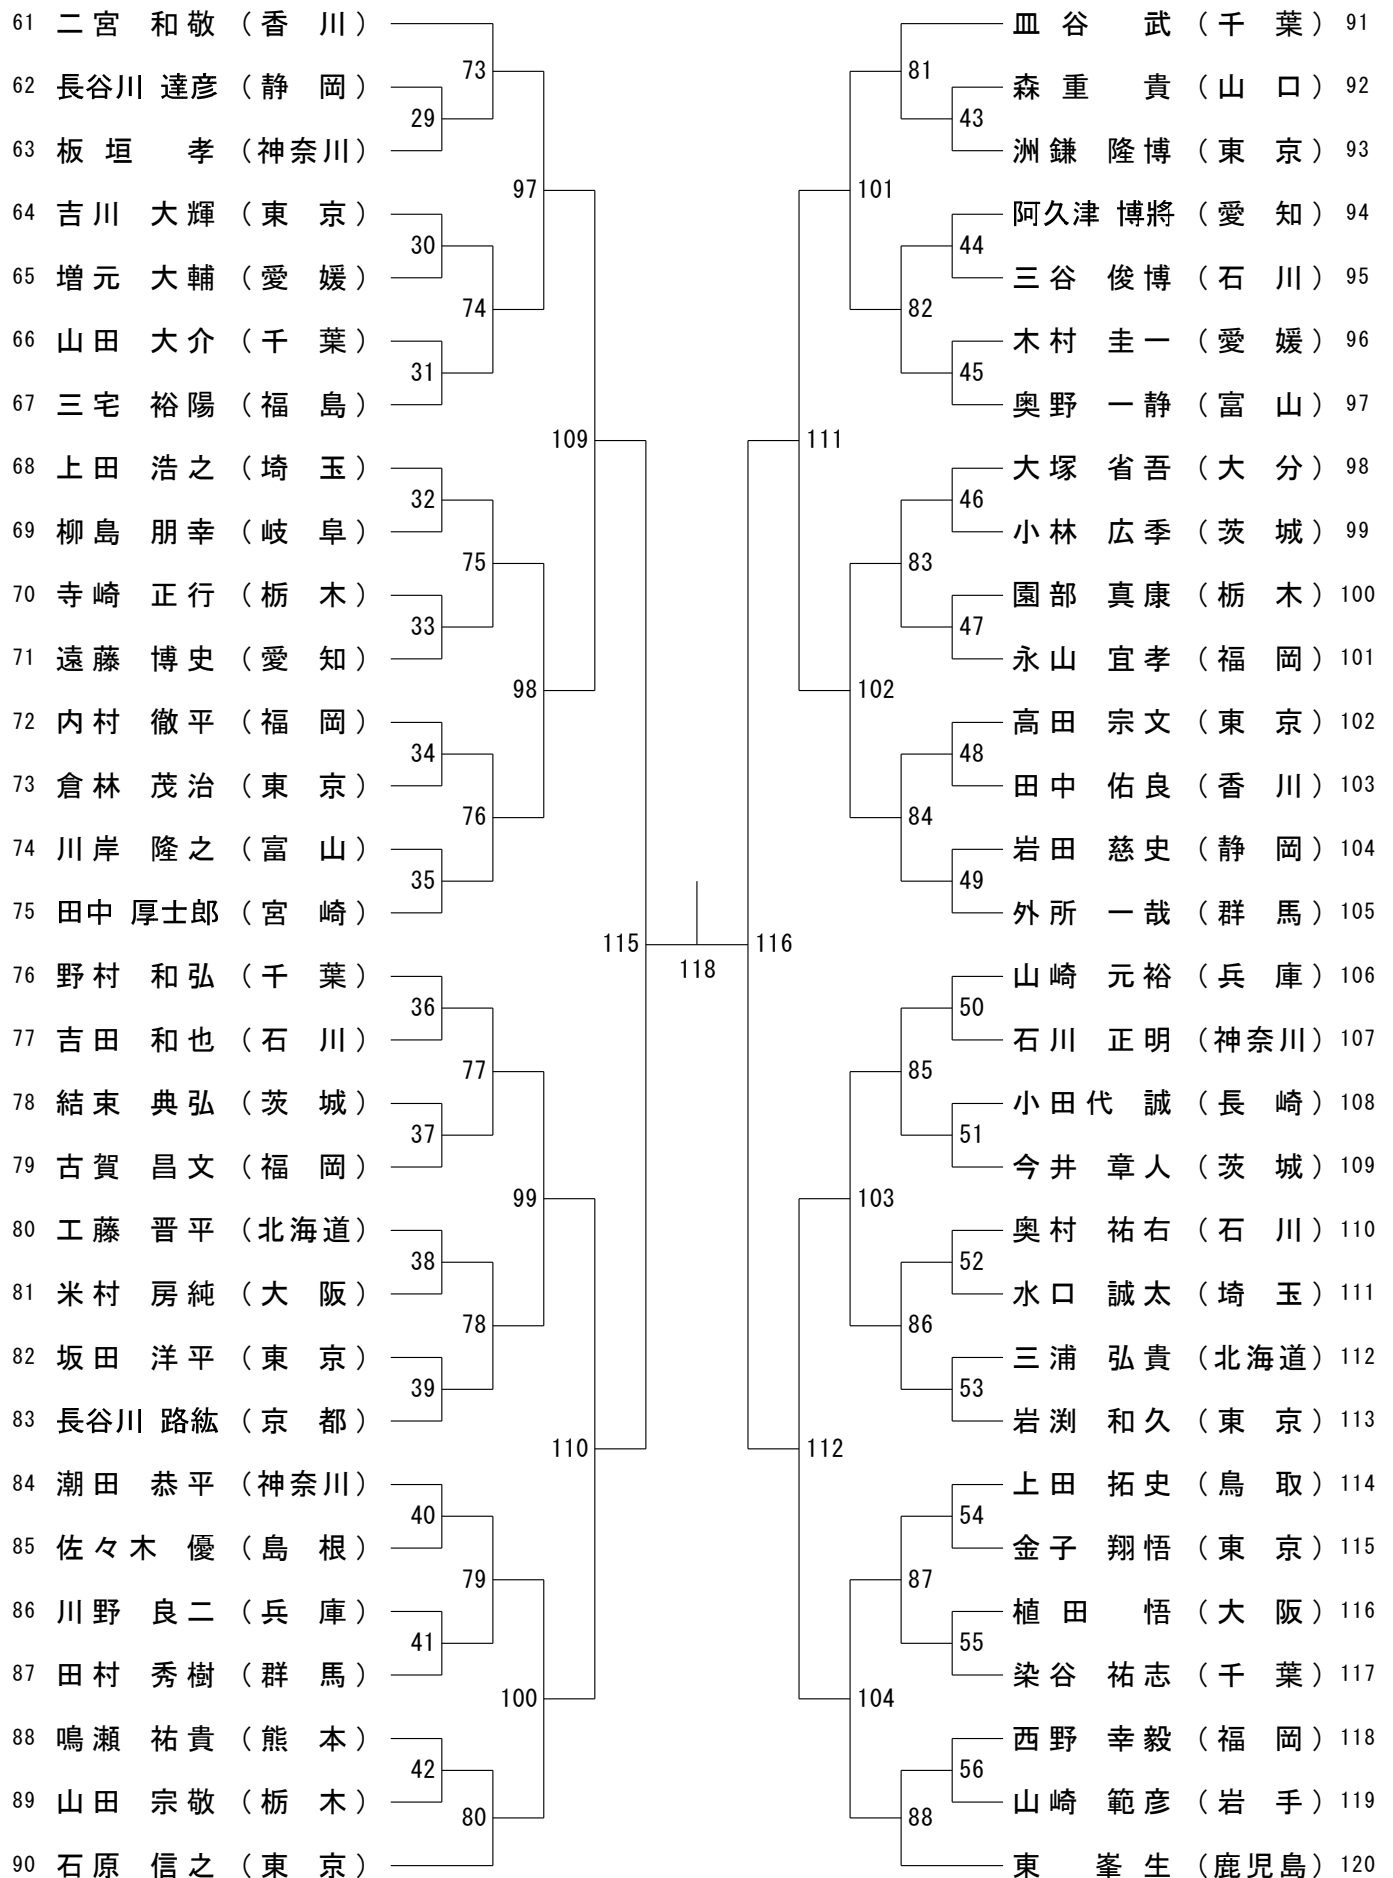 61 二宮 和敬 (香 川)
73
62 長谷川 達彦 (静 岡)
29
63 板垣 孝 (神奈川)
97
64 吉川 大輝 (東 京)
30
65 増元 大輔 (愛 媛)
74
66 山田 大介 (千 葉)
31
67 三宅 裕陽 (福 島)
109
68 上田 浩之 (埼 玉)
32
69 柳島 朋幸 (岐 阜)
75
70 寺崎 正行 (栃 木)
33
71 遠藤 博史 (愛 知)
98
72 内村 徹平 (福 岡)
34
73 倉林 茂治 (東 京)
76
74 川岸 隆之 (富 山)
35
75 田中 厚士郎 (宮 崎)
115
76 野村 和弘 (千 葉)
36
77 吉田 和也 (石 川)
77
78 結束 典弘 (茨 城)
37
79 古賀 昌文 (福 岡)
99
80 工藤 晋平 (北海道)
38
81 米村 房純 (大 阪)
78
82 坂田 洋平 (東 京)
39
83 長谷川 路紘 (京 都)
110
84 潮田 恭平 (神奈川)
40
85 佐々木 優 (島 根)
79
86 川野 良二 (兵 庫)
41
87 田村 秀樹 (群 馬)
100
88 鳴瀬 祐貴 (熊 本)
42
89 山田 宗敬 (栃 木)
80
90 石原 信之 (東 京)
118
皿谷 武 (千 葉) 91
81
森重 貴 (山 口) 92
43
洲鎌 隆博 (東 京) 93
101
阿久津 博將 (愛 知) 94
44
三谷 俊博 (石 川) 95
82
木村 圭一 (愛 媛) 96
45
奥野 一静 (富 山) 97
111
大塚 省吾 (大 分) 98
46
小林 広季 (茨 城) 99
83
園部 真康 (栃 木) 100
47
永山 宜孝 (福 岡) 101
102
高田 宗文 (東 京) 102
48
田中 佑良 (香 川) 103
84
岩田 慈史 (静 岡) 104
49
外所 一哉 (群 馬) 105
116
山崎 元裕 (兵 庫) 106
50
石川 正明 (神奈川) 107
85
小田代 誠 (長 崎) 108
51
今井 章人 (茨 城) 109
103
奥村 祐右 (石 川) 110
52
水口 誠太 (埼 玉) 111
86
三浦 弘貴 (北海道) 112
53
岩渕 和久 (東 京) 113
112
上田 拓史 (鳥 取) 114
54
金子 翔悟 (東 京) 115
87
植田 悟 (大 阪) 116
55
染谷 祐志 (千 葉) 117
104
西野 幸毅 (福 岡) 118
56
山崎 範彦 (岩 手) 119
88
東 峯生 (鹿児島) 120